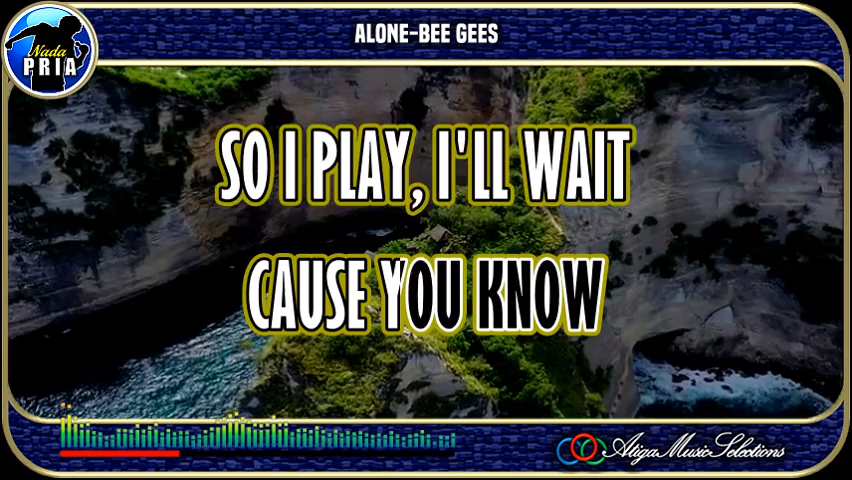 ALONE-BEE GEES
Nada
PRIA
SO I PLAY, I'LL WAIT
CAUSE YOU KNOW
AtigaMusicSelections